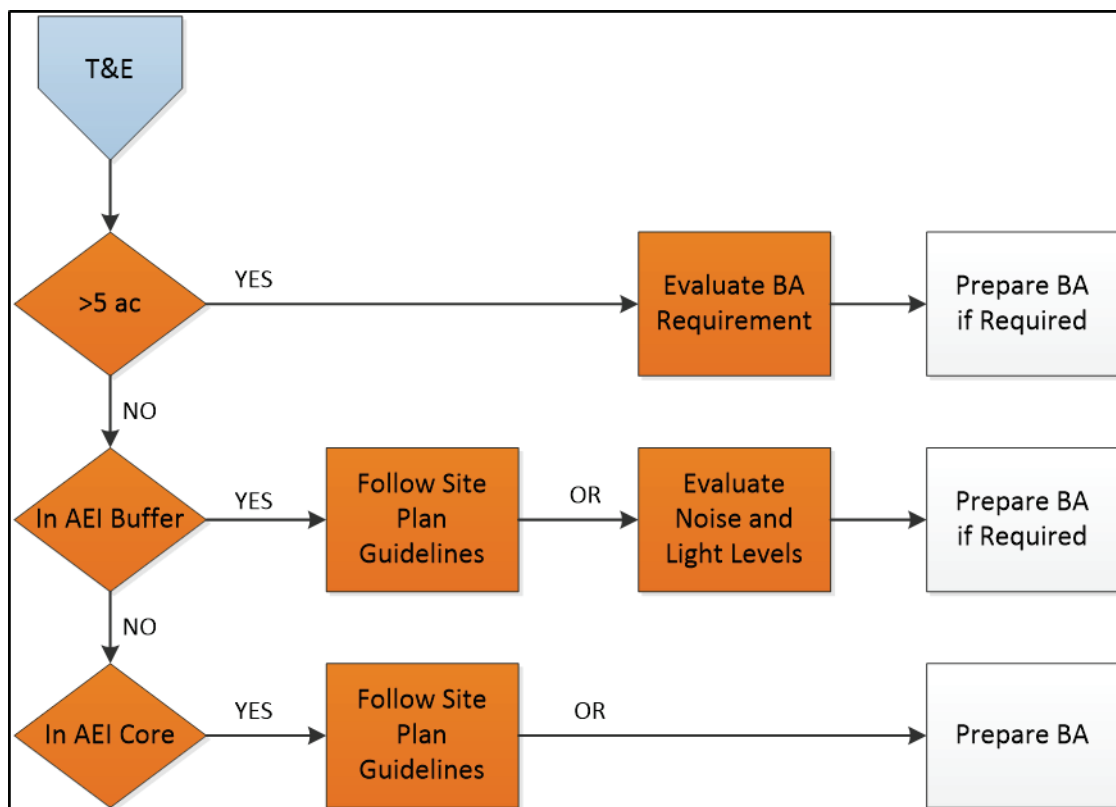 T&E
>5 ac
YES
Evaluate BA
Requirement
Prepare BA
if Required
NO
In AEI Buffer
YES
Follow Site
Plan
Guidelines
OR
Evaluate
Noise and
Light Levels
Prepare BA
if Required
NO
In AEI Core
YES
Follow Site
Plan
Guidelines
OR
Prepare BA